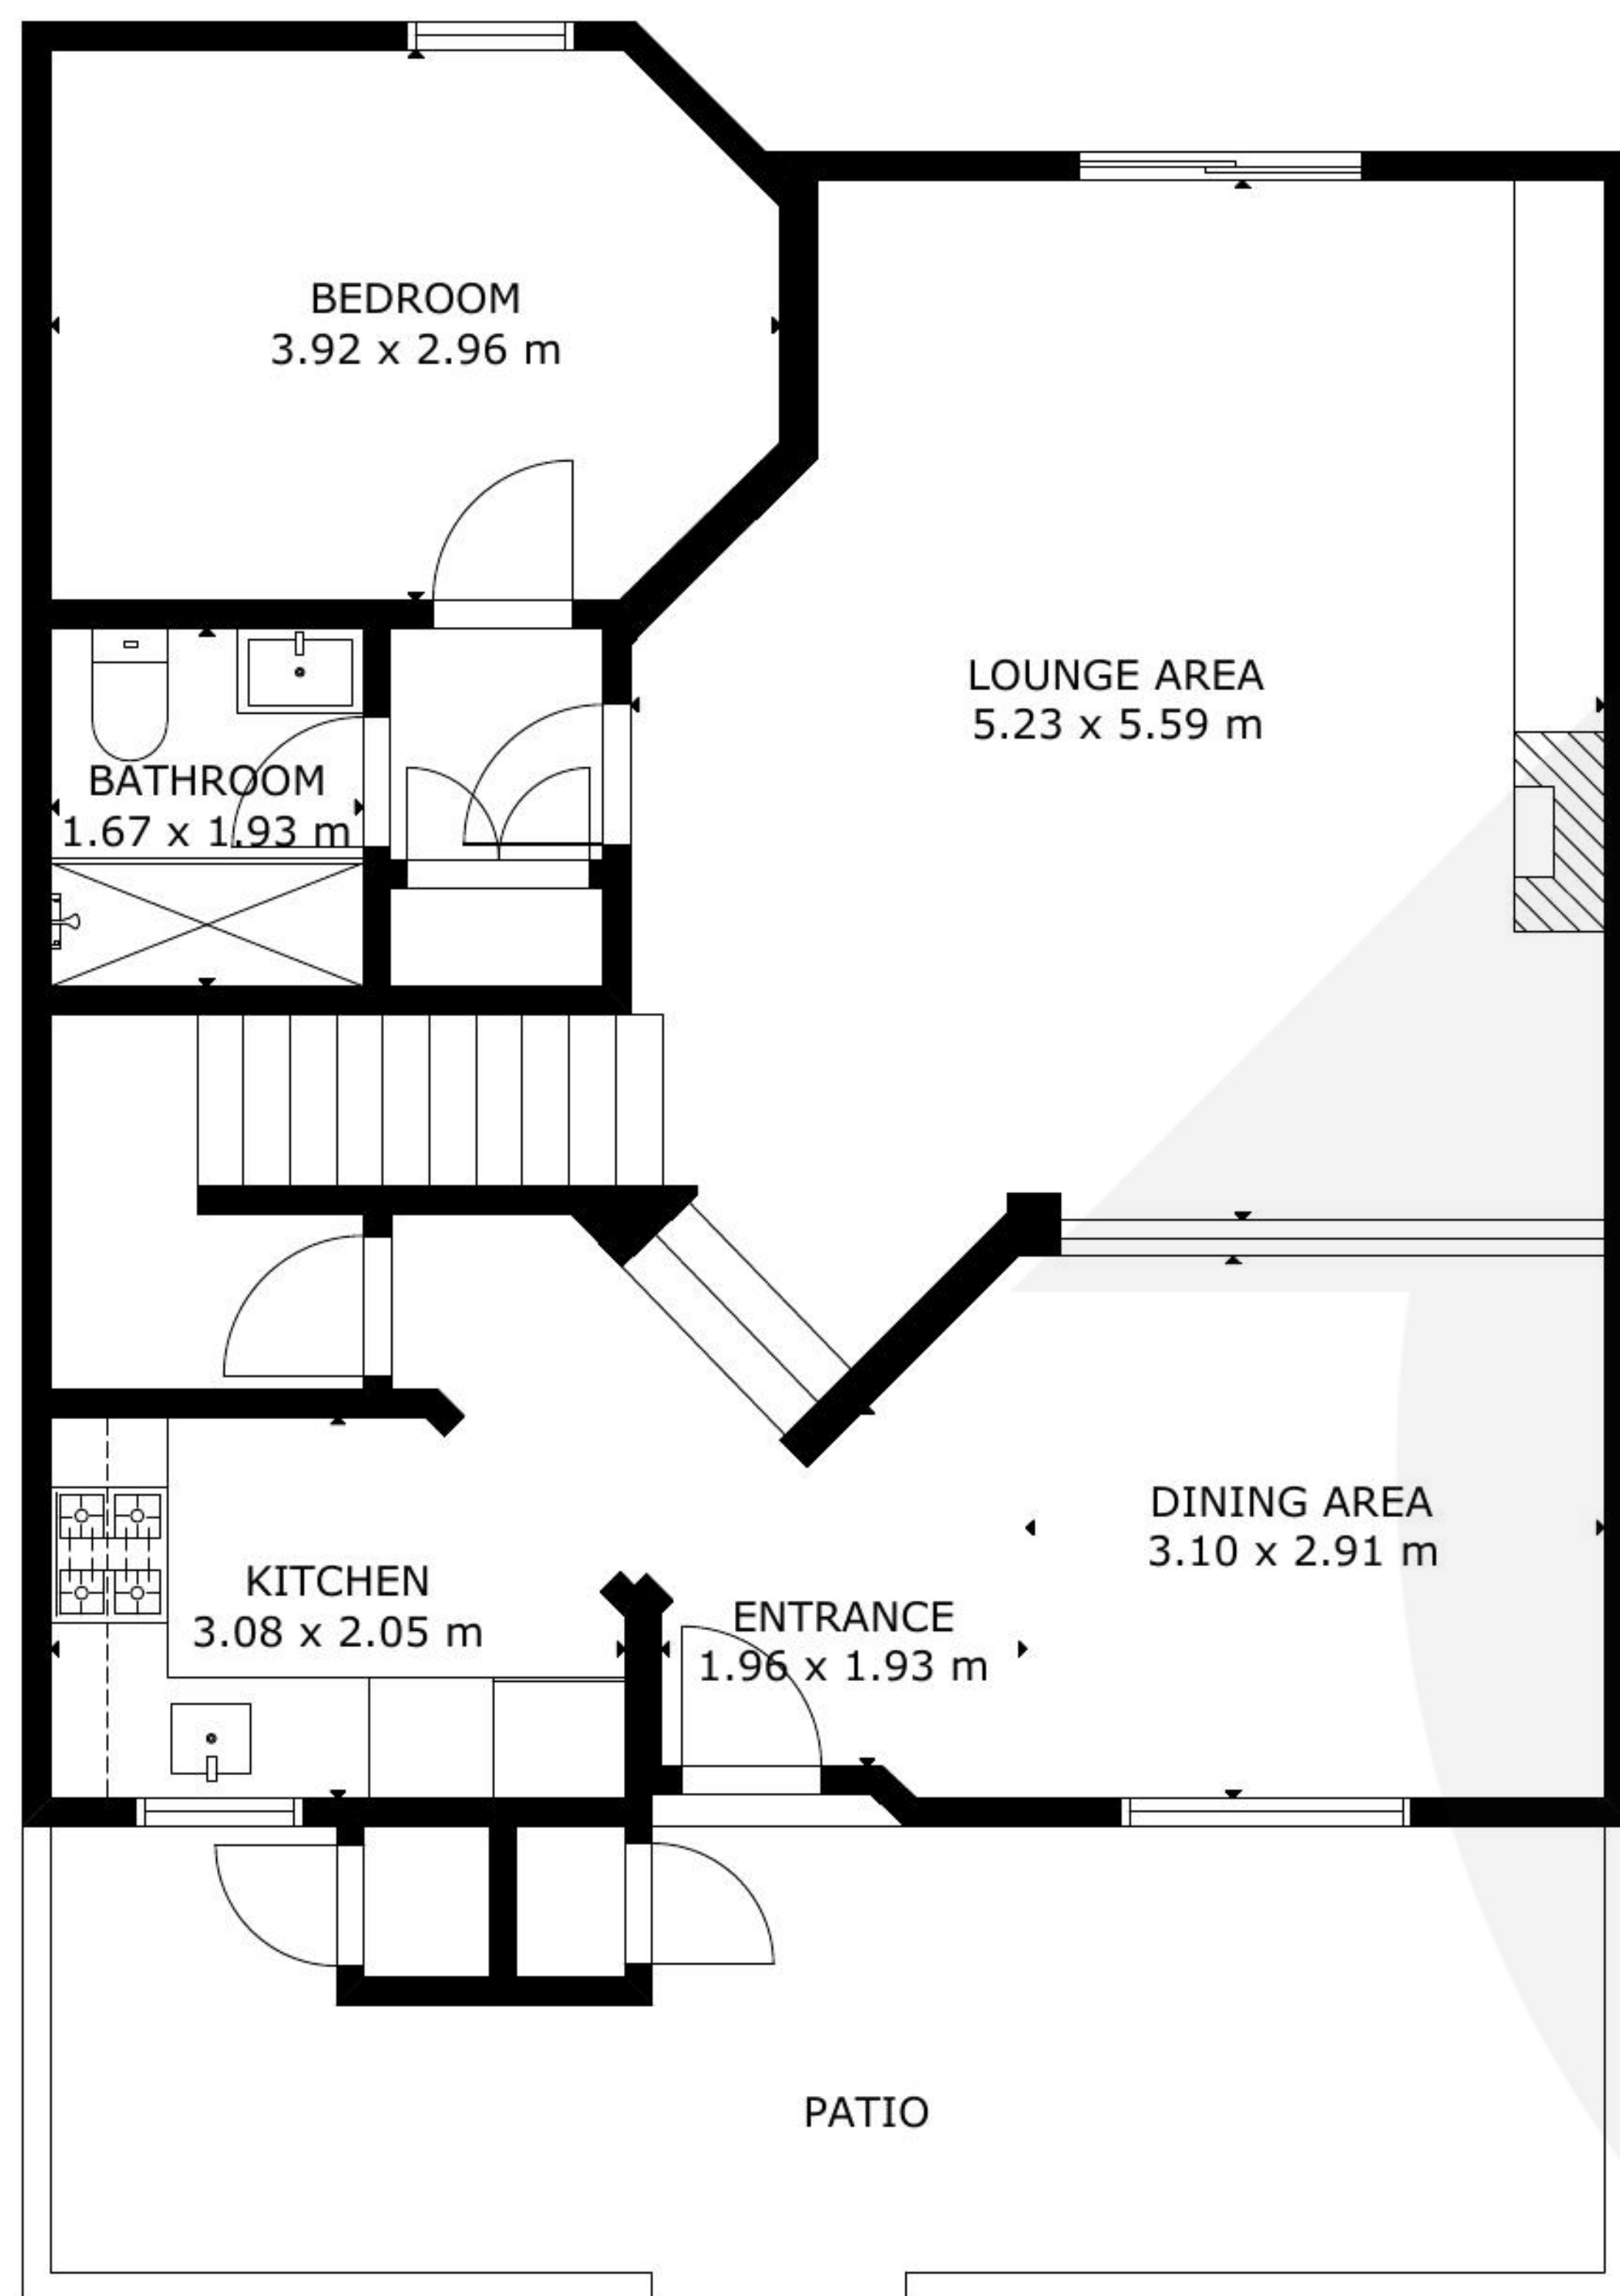 BEDROOM
3.92 x 2.96 m
LOUNGE AREA
5.23 x 5.59 m
BATHROOM
1.67 x 1.93 m
DINING AREA
3.10 x 2.91 m
KITCHEN
3.08 x 2.05 m
ENTRANCE
1.96 x 1.93 m
PATIO